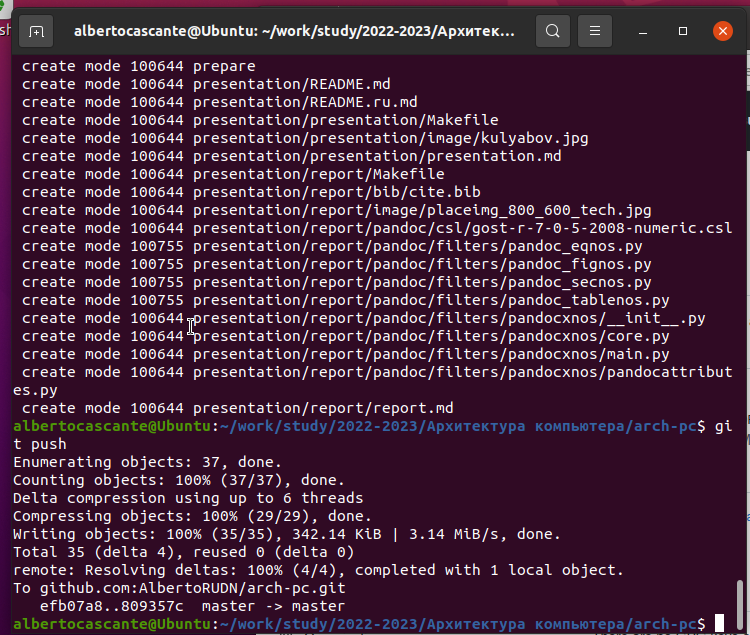 albertocascante@Ubuntu: ~/work/study/2022-2023/Архитек...
create mode 100644 prepare
create mode 100644 presentation/README.md
create mode 100644 presentation/README.ru.md
create mode 100644 presentation/presentation/Makefile
create mode 100644 presentation/presentation/image/kulyabov.jpg
create mode 100644 presentation/presentation/presentation.md
create mode 100644 presentation/report/Makefile
create mode 100644 presentation/report/bib/cite.bib
create mode 100644 presentation/report/image/placeimg_800_600_tech.jpg
create mode 100644 presentation/report/pandoc/csl/gost-r-7-0-5-2008-numeric.csl
create mode 100755 presentation/report/pandoc/filters/pandoc_eqnos.py
create mode 100755 presentation/report/pandoc/filters/pandoc_fignos.py
create mode 100755 presentation/report/pandoc/filters/pandoc_secnos.py
create mode 100755 presentation/report/pandoc/filters/pandoc_tablenos.py
create mode 100644 presentation/report/pandoc/filters/pandocxnos/__init__.py
create mode 100644 presentation/report/pandoc/filters/pandocxnos/core.py
create mode 100644 presentation/report/pandoc/filters/pandocxnos/main.py
create mode 100644 presentation/report/pandoc/filters/pandocxnos/pandocattribut
es.py
create mode 100644 presentation/report/report.md
albertocascante@Ubuntu:~/work/study/2022-2023/Архитектура компьютера/arch-pc$ gi
t push
Enumerating objects: 37, done.
Counting objects: 100% (37/37), done.
Delta compression using up to 6 threads
Compressing objects: 100% (29/29), done.
Writing objects: 100% (35/35), 342.14 KiB | 3.14 MiB/s, done.
Total 35 (delta 4), reused 0 (delta 0)
remote: Resolving deltas: 100% (4/4), completed with 1 local object.
To github.com:AlbertoRUDN/arch-pc.git
efb07a8..809357c  master -> master
albertocascante@Ubuntu:~/work/study/2022-2023/Архитектура компьютера/arch-pc$